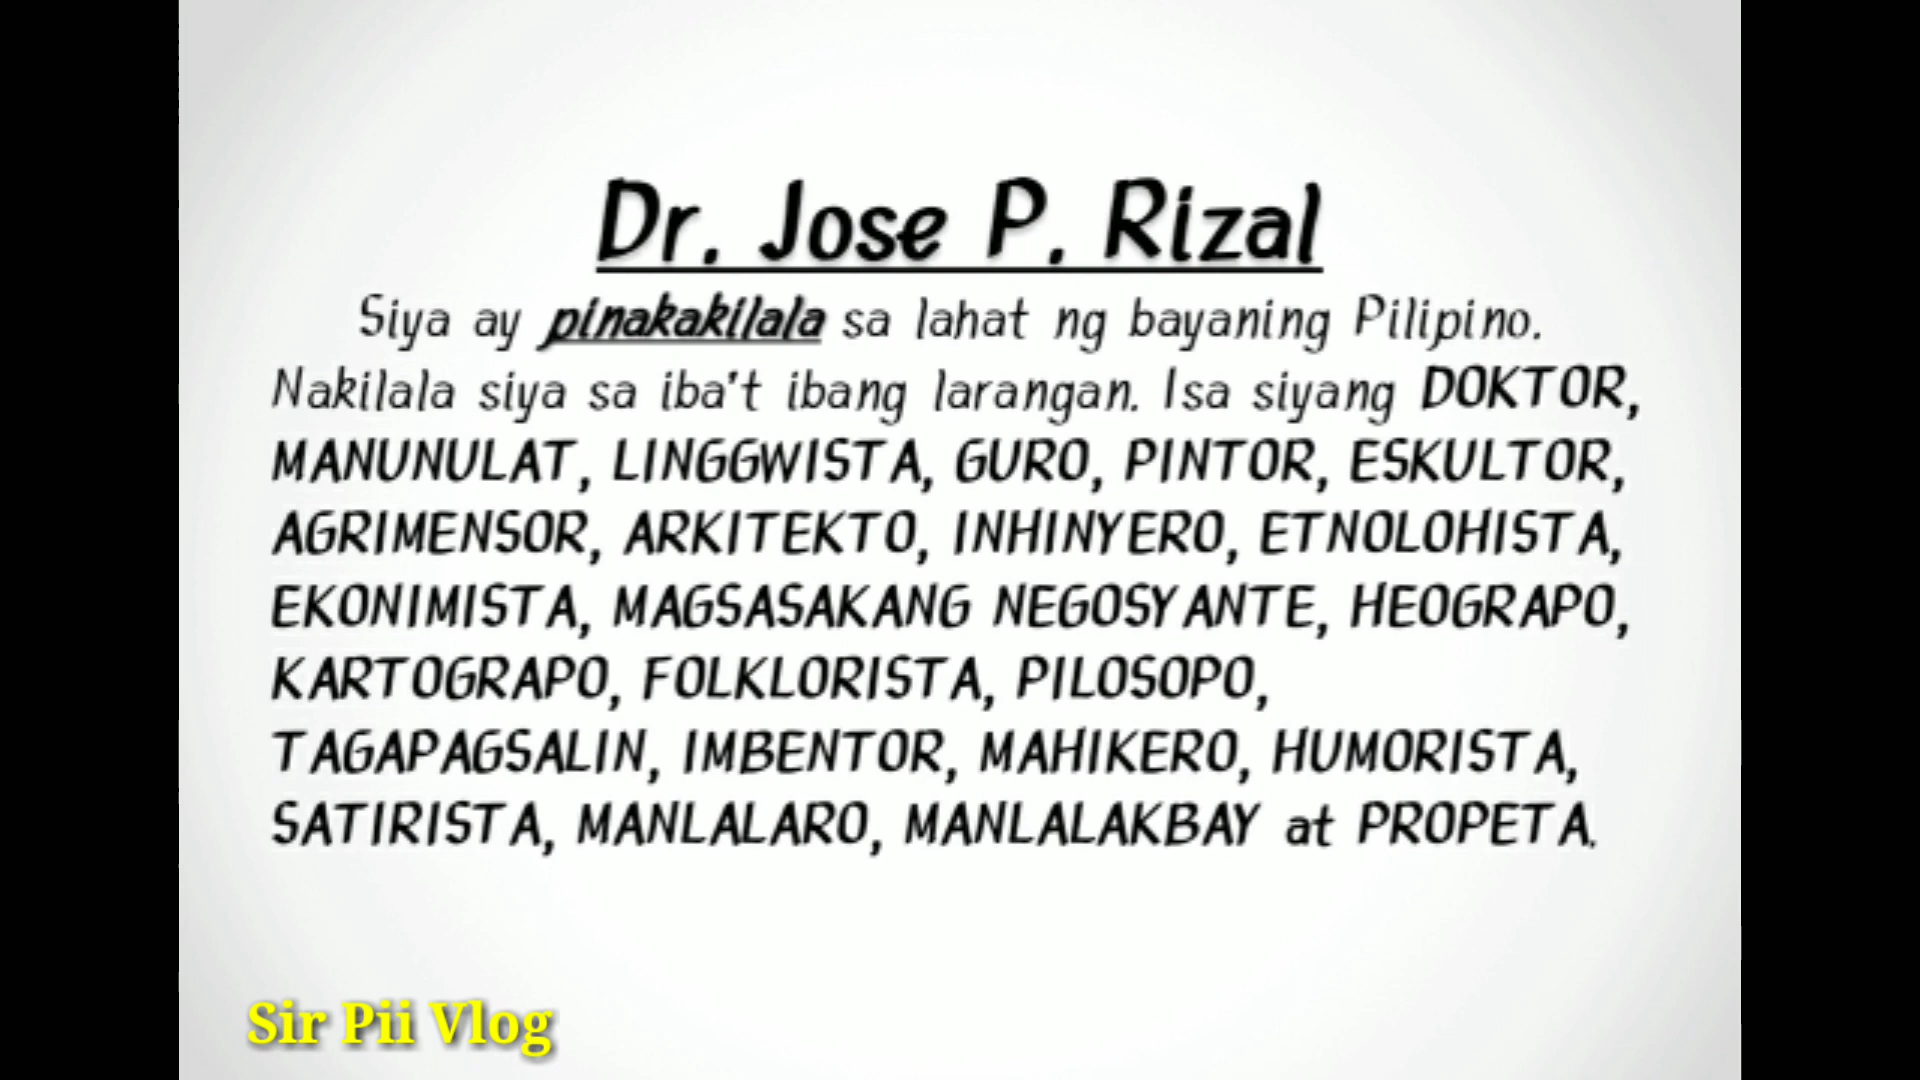 Dr. Jose P. Rizal
Siya ay pinakakilala sa lahat ng bayaning Pilipino.
Nakilala siya sa iba't ibang larangan. Isa siyang DOKTOR,
MANUNULAT, LINGGWISTA, GURO, PINTOR, ESKULTOR,
AGRIMENSOR, ARKITEKTO, INHINYERO, ETNOLOHISTA,
EKONIMISTA, MAGSASAKANG NEGOSYANTE, HEOGRAPO,
KARTOGRAPO, FOLKLORISTA, PILOSOPO,
TAGAPAGSALIN, IMBENTOR, MAHIKERO, HUMORISTA,
SATIRISTA, MANLALARO, MANLALAKBAY at PROPETA.
Sir Pii Vlog